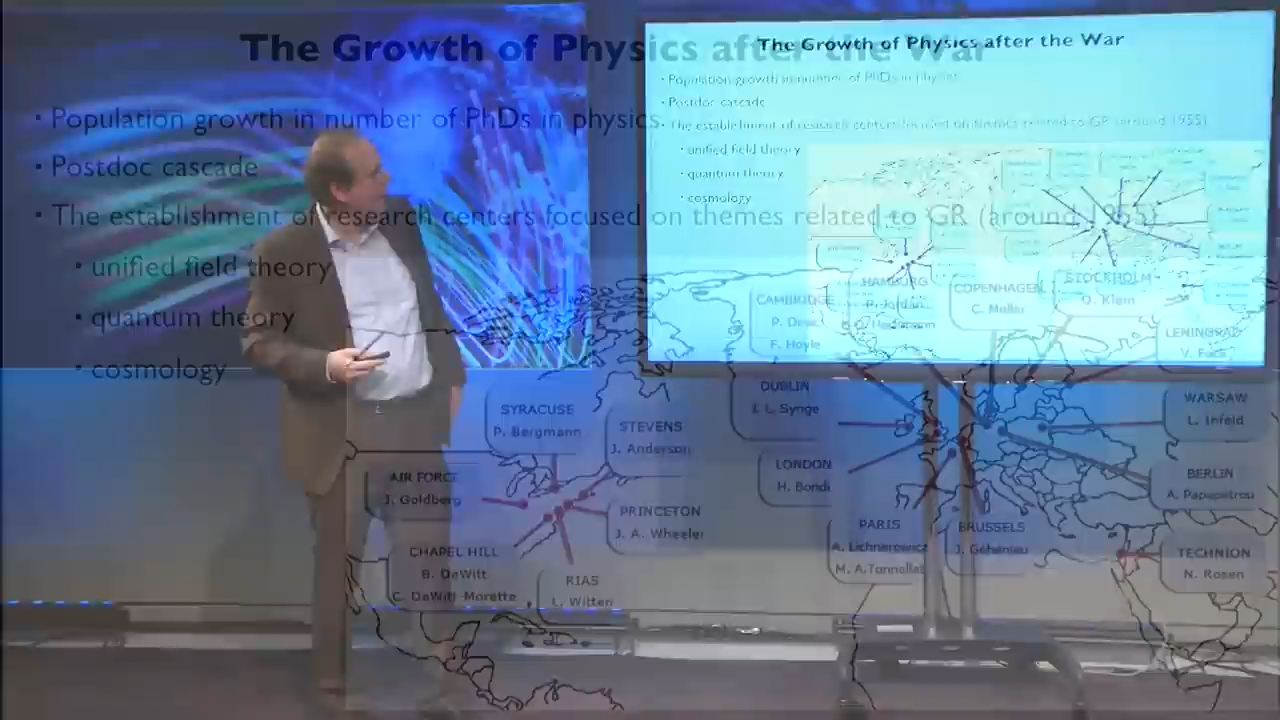 The Growth of Physics after the War
• Population growth in number of PhDs in physics
• Postdoc cascade
• The establishment of research centers focused on themes related to GR (around 1955)
• unified field theory
• quantum theory
• cosmology
CAMBRIDGE
P. Dirac
F. Hoyle
HAMBURG
P. Jordan
O. Heckmann
COPENHAGEN
C. Møller
STOCKHOLM
O. Klein
LENINGRAD
V. Fock
DUBLIN
J. L. Synge
WARSAW
L. Infeld
SYRACUSE
P. Bergmann
STEVENS
J. Anderson
LONDON
H. Bondi
BERLIN
A. Papapetrou
AIR FORCE
J. Goldberg
PRINCETON
J. A. Wheeler
PARIS
A. Lichnerowicz
M. A. Tonnelat
BRUSSELS
J. Géhéniau
TECHNION
N. Rosen
CHAPEL HILL
B. DeWitt
C. DeWitt-Morette
RIAS
L. Witten
The Growth of Physics after the War
• Population growth in number of PhDs in physics
• Postdoc cascade
• The establishment of research centers focused on themes related to GR (around 1955)
• unified field theory
• quantum theory
• cosmology